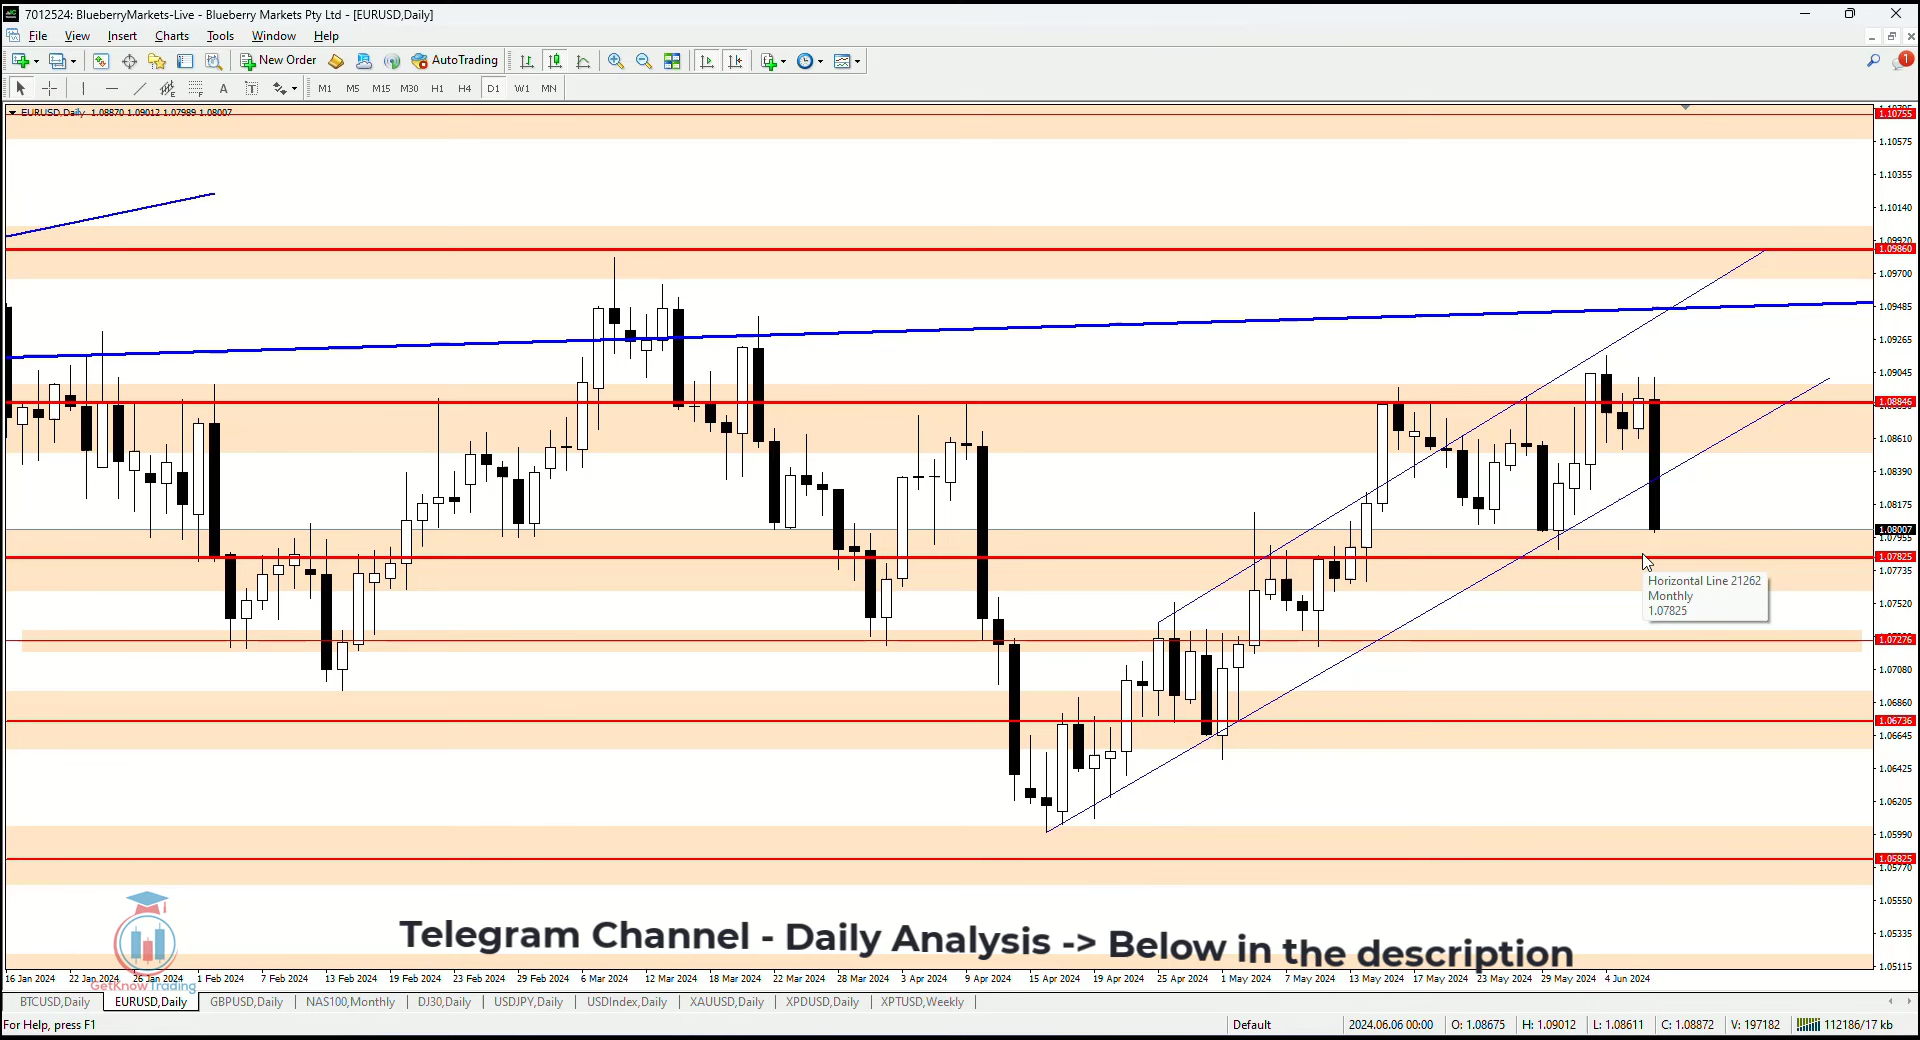 7012524: BlueberryMarkets-Live - Blueberry Markets Pty Ltd - [EURUSD,Daily]
File View Insert Charts Tools Window Help
New Order AutoTrading
1
A T M1 M5 M15 M30 H1 H4 D1 W1 MN
EURUSD,Daily 1.08870 1.09012 1.07989 1.08007
1.10755
1.10575
1.10355
1.10140
1.09920
1.09860
1.09700
1.09485
1.09265
1.09045
1.08846
1.08610
1.08390
1.08175
1.08007
1.07955
1.07825
1.07735
Horizontal Line 21262
Monthly
1.07825
1.07520
1.07276
1.07080
1.06860
1.06736
1.06645
1.06425
1.06205
1.05990
1.05825
1.05770
1.05550
1.05335
1.05115
Telegram Channel - Daily Analysis -> Below in the description
16 Jan 2024 22 Jan 2024 26 Jan 2024 1 Feb 2024 7 Feb 2024 13 Feb 2024 19 Feb 2024 23 Feb 2024 29 Feb 2024 6 Mar 2024 12 Mar 2024 18 Mar 2024 22 Mar 2024 28 Mar 2024 3 Apr 2024 9 Apr 2024 15 Apr 2024 19 Apr 2024 25 Apr 2024 1 May 2024 7 May 2024 13 May 2024 17 May 2024 23 May 2024 29 May 2024 4 Jun 2024
GetKnowTrading
BTCUSD,Daily EURUSD,Daily GBPUSD,Daily NAS100,Monthly DJ30,Daily USDJPY,Daily USDIndex,Daily XAUUSD,Daily XPDUSD,Daily XPTUSD,Weekly
For Help, press F1 Default 2024.06.06 00:00 O: 1.08675 H: 1.09012 L: 1.08611 C: 1.08872 V: 197182 112186/17 kb